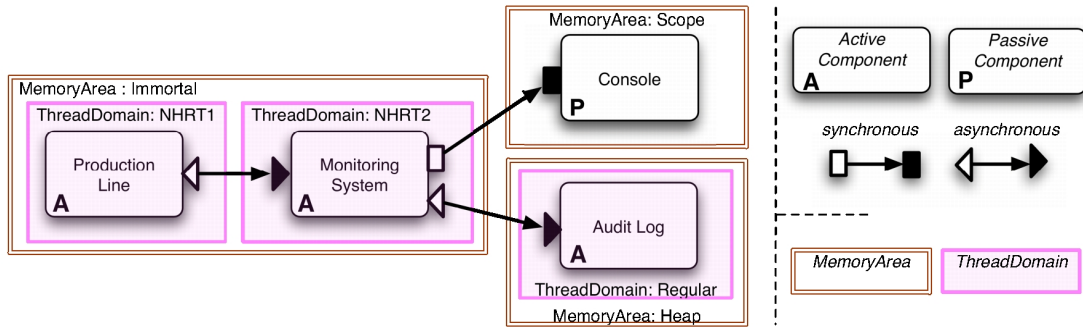 MemoryArea : Immortal
ThreadDomain: NHRT1
Production
Line
A
ThreadDomain: NHRT2
Monitoring
System
A
MemoryArea: Scope
Console
P
Audit Log
A
ThreadDomain: Regular
MemoryArea: Heap
Active
Component
A
Passive
Component
P
synchronous
asynchronous
MemoryArea
ThreadDomain